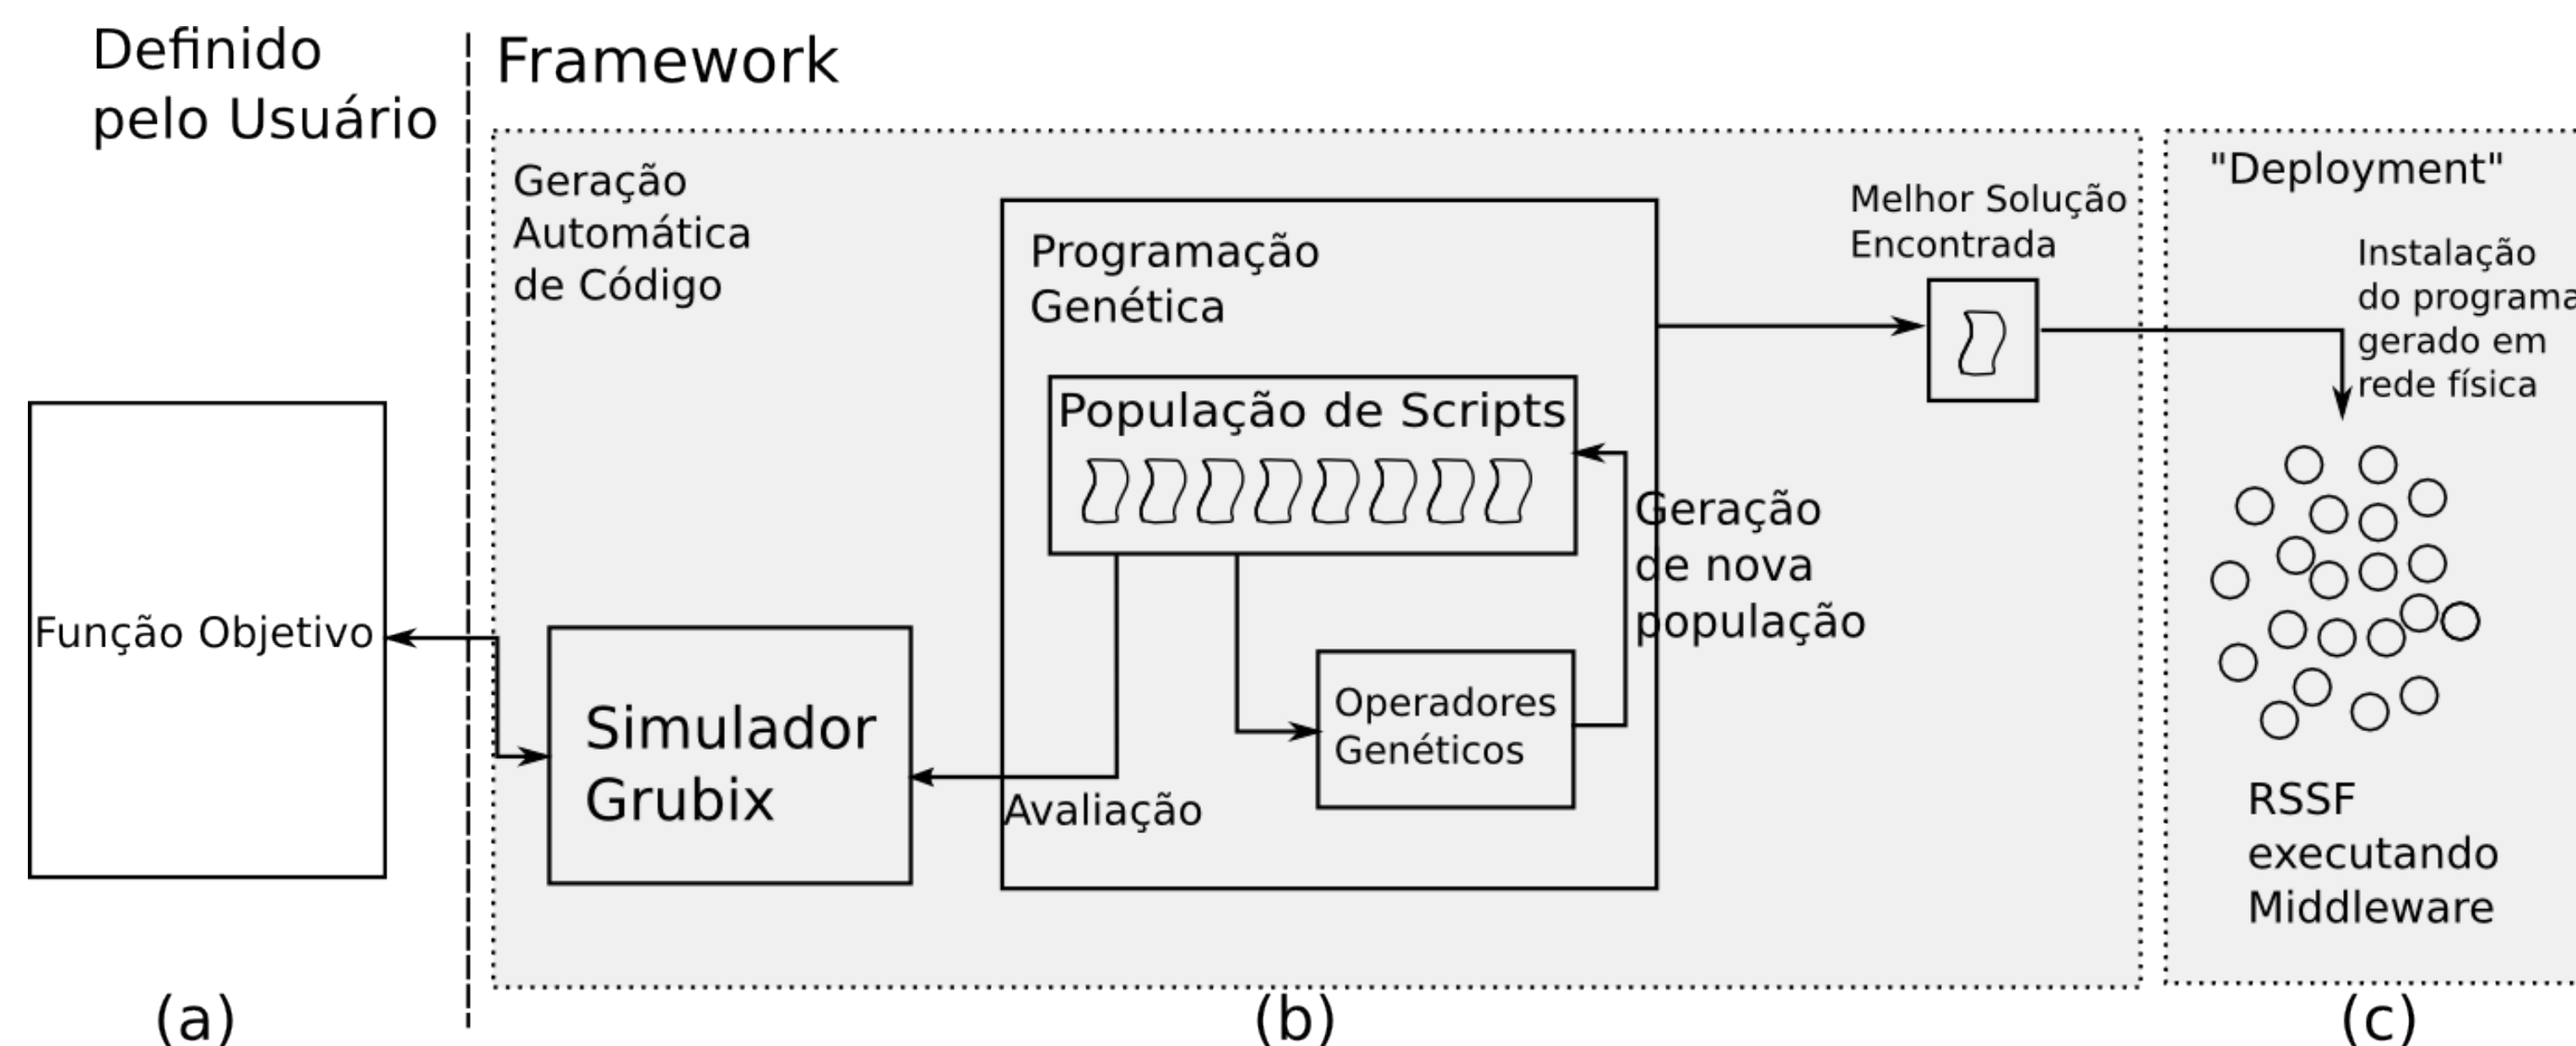 Definido
pelo Usuário
Framework
Função Objetivo
(a)
Geração
Automática
de Código
Simulador
Grubix
Programação
Genética
População de Scripts
Operadores
Genéticos
Avaliação
Geração
de nova
população
Melhor Solução
Encontrada
(b)
"Deployment"
Instalação
do programa
gerado em
rede física
RSSF
executando
Middleware
(c)